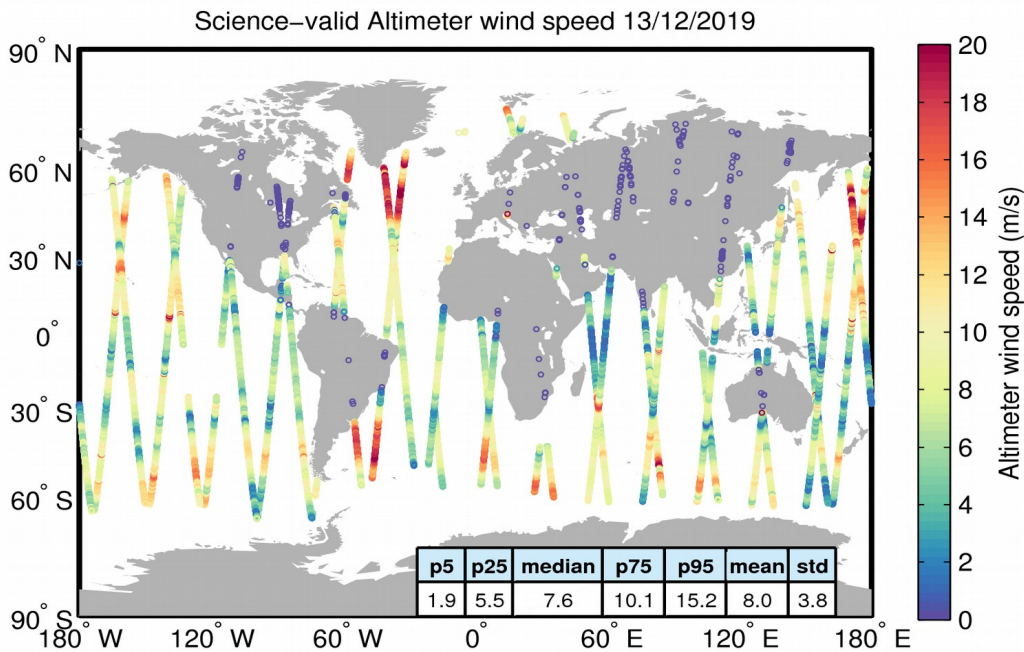 Science-valid Altimeter wind speed 13/12/2019
90° N
60° N
30° N
0°
30° S
60° S
90° S
180° W
120° W
60° W
0°
60° E
120° E
180° E
p5 p25 median p75 p95 mean std
1.9 5.5 7.6 10.1 15.2 8.0 3.8
20
18
16
14
12
10
8
6
4
2
0
Altimeter wind speed (m/s)